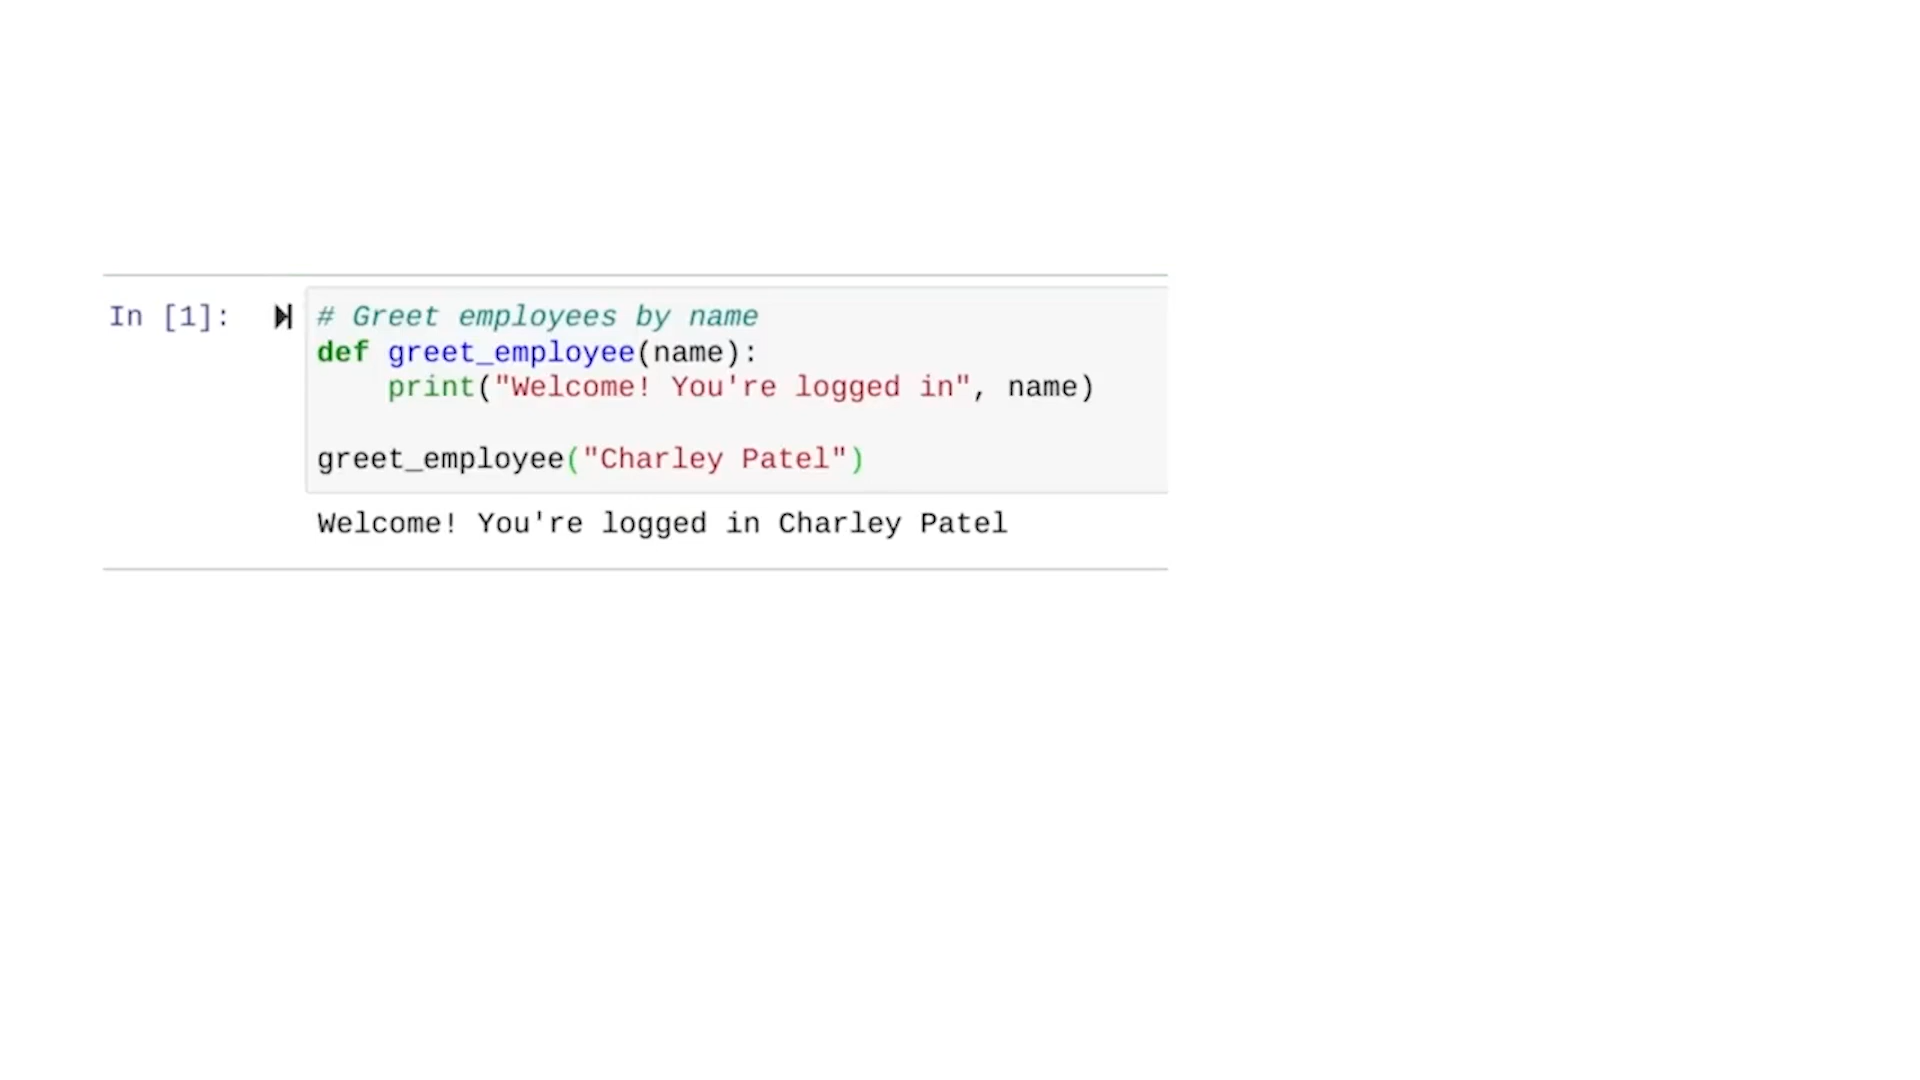 In [1]: # Greet employees by name
def greet_employee(name):
    print("Welcome! You're logged in", name)
greet_employee("Charley Patel")
Welcome! You're logged in Charley Patel